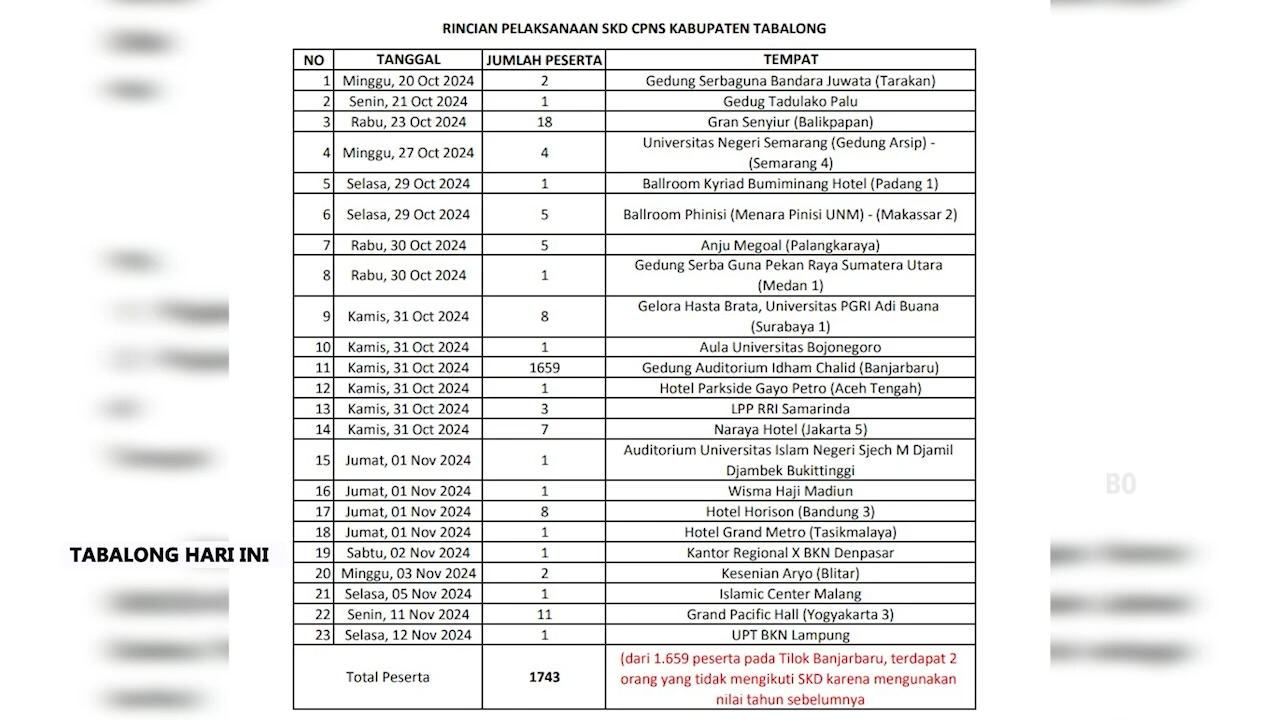 RINCIAN PELAKSANAAN SKD CPNS KABUPATEN TABALONG
NO TANGGAL JUMLAH PESERTA TEMPAT
1 Minggu, 20 Oct 2024 2 Gedung Serbaguna Bandara Juwata (Tarakan)
2 Senin, 21 Oct 2024 1 Gedug Tadulako Palu
3 Rabu, 23 Oct 2024 18 Gran Senyiur (Balikpapan)
4 Minggu, 27 Oct 2024 4 Universitas Negeri Semarang (Gedung Arsip) -
(Semarang 4)
5 Selasa, 29 Oct 2024 1 Ballroom Kyriad Bumiminang Hotel (Padang 1)
6 Selasa, 29 Oct 2024 5 Ballroom Phinisi (Menara Pinisi UNM) - (Makassar 2)
7 Rabu, 30 Oct 2024 5 Anju Megoal (Palangkaraya)
8 Rabu, 30 Oct 2024 1 Gedung Serba Guna Pekan Raya Sumatera Utara
(Medan 1)
9 Kamis, 31 Oct 2024 8 Gelora Hasta Brata, Universitas PGRI Adi Buana
(Surabaya 1)
10 Kamis, 31 Oct 2024 1 Aula Universitas Bojonegoro
11 Kamis, 31 Oct 2024 1659 Gedung Auditorium Idham Chalid (Banjarbaru)
12 Kamis, 31 Oct 2024 1 Hotel Parkside Gayo Petro (Aceh Tengah)
13 Kamis, 31 Oct 2024 3 LPP RRI Samarinda
14 Kamis, 31 Oct 2024 7 Naraya Hotel (Jakarta 5)
15 Jumat, 01 Nov 2024 1 Auditorium Universitas Islam Negeri Sjech M Djamil
Djambek Bukittinggi
16 Jumat, 01 Nov 2024 1 Wisma Haji Madiun
17 Jumat, 01 Nov 2024 8 Hotel Horison (Bandung 3)
18 Jumat, 01 Nov 2024 1 Hotel Grand Metro (Tasikmalaya)
19 Sabtu, 02 Nov 2024 1 Kantor Regional X BKN Denpasar
20 Minggu, 03 Nov 2024 2 Kesenian Aryo (Blitar)
21 Selasa, 05 Nov 2024 1 Islamic Center Malang
22 Senin, 11 Nov 2024 11 Grand Pacific Hall (Yogyakarta 3)
23 Selasa, 12 Nov 2024 1 UPT BKN Lampung
Total Peserta 1743 (dari 1.659 peserta pada Tilok Banjarbaru, terdapat 2
orang yang tidak mengikuti SKD karena mengunakan
nilai tahun sebelumnya
TABALONG HARI INI